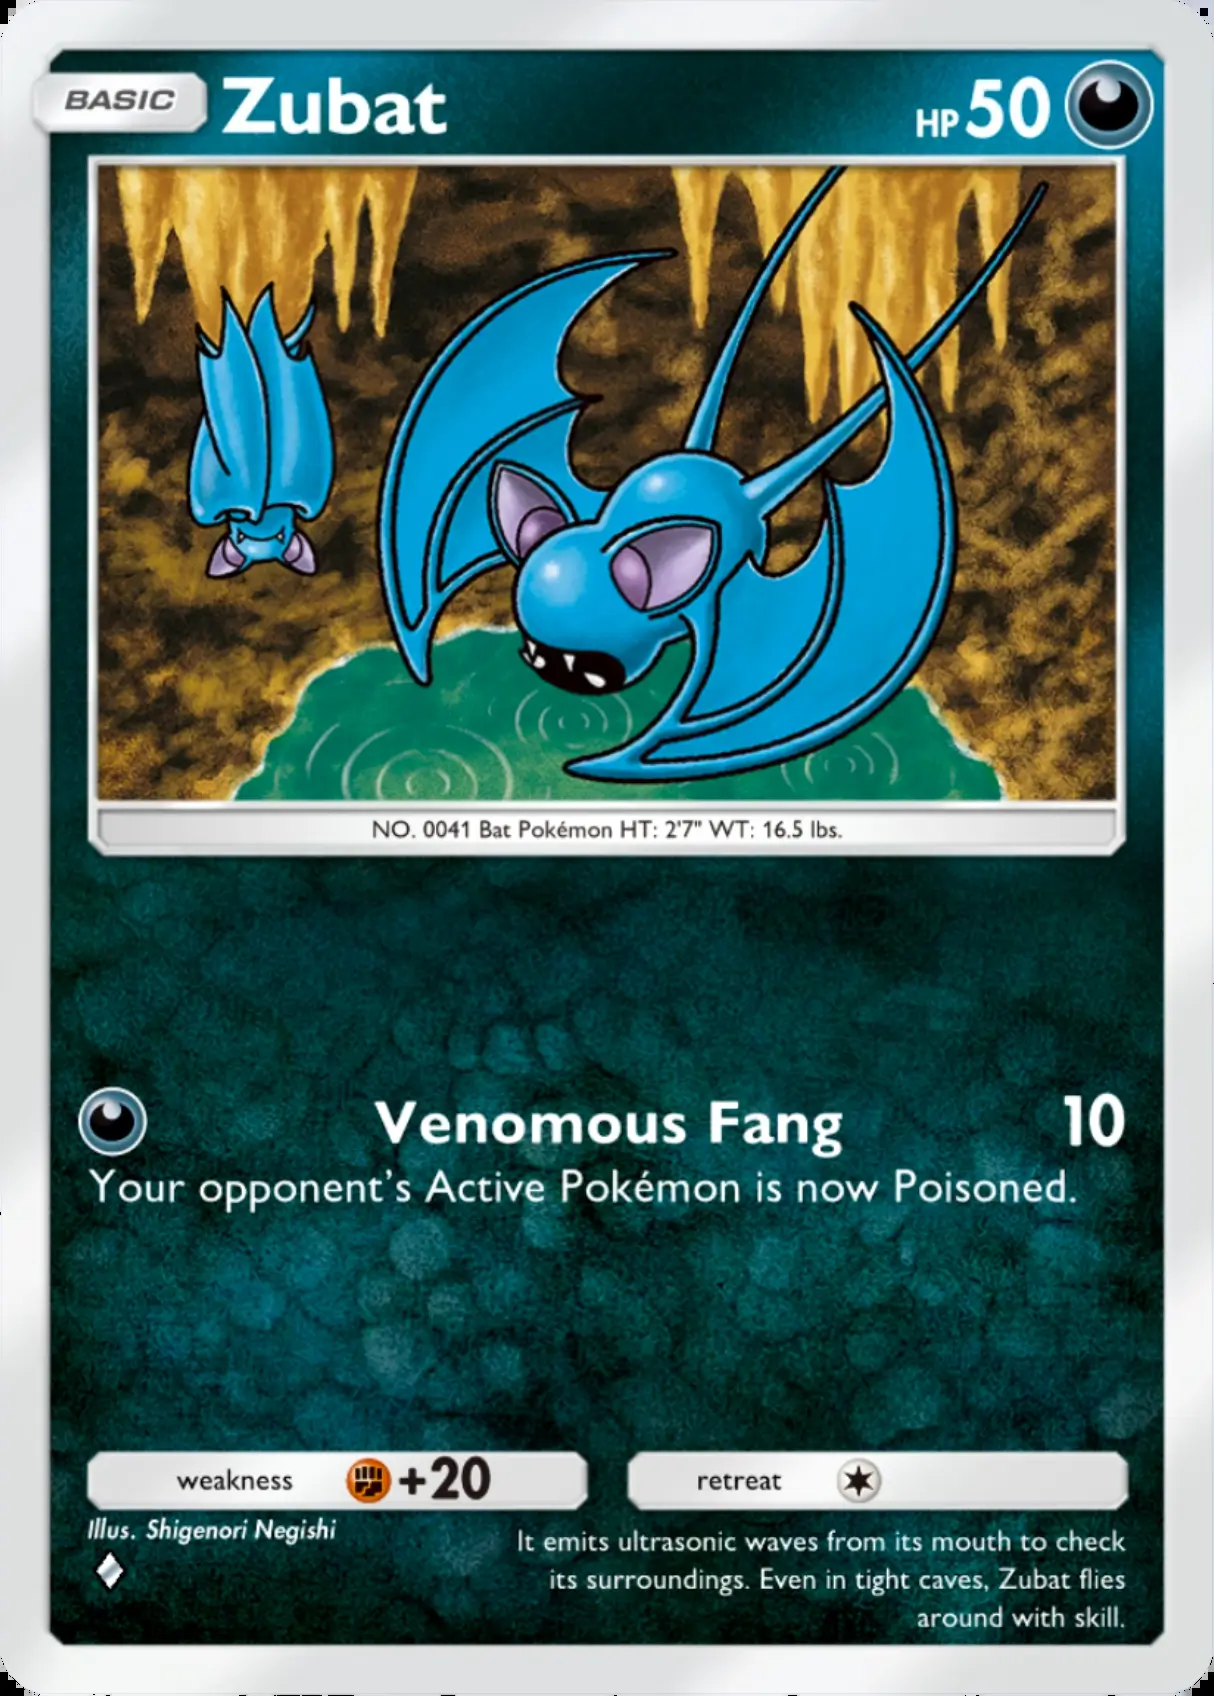 BASIC Zubat HP 50
NO. 0041 Bat Pokémon HT: 2'7" WT: 16.5 lbs.
Venomous Fang 10
Your opponent's Active Pokémon is now Poisoned.
weakness +20 retreat
Illus. Shigenori Negishi
It emits ultrasonic waves from its mouth to check
its surroundings. Even in tight caves, Zubat flies
around with skill.